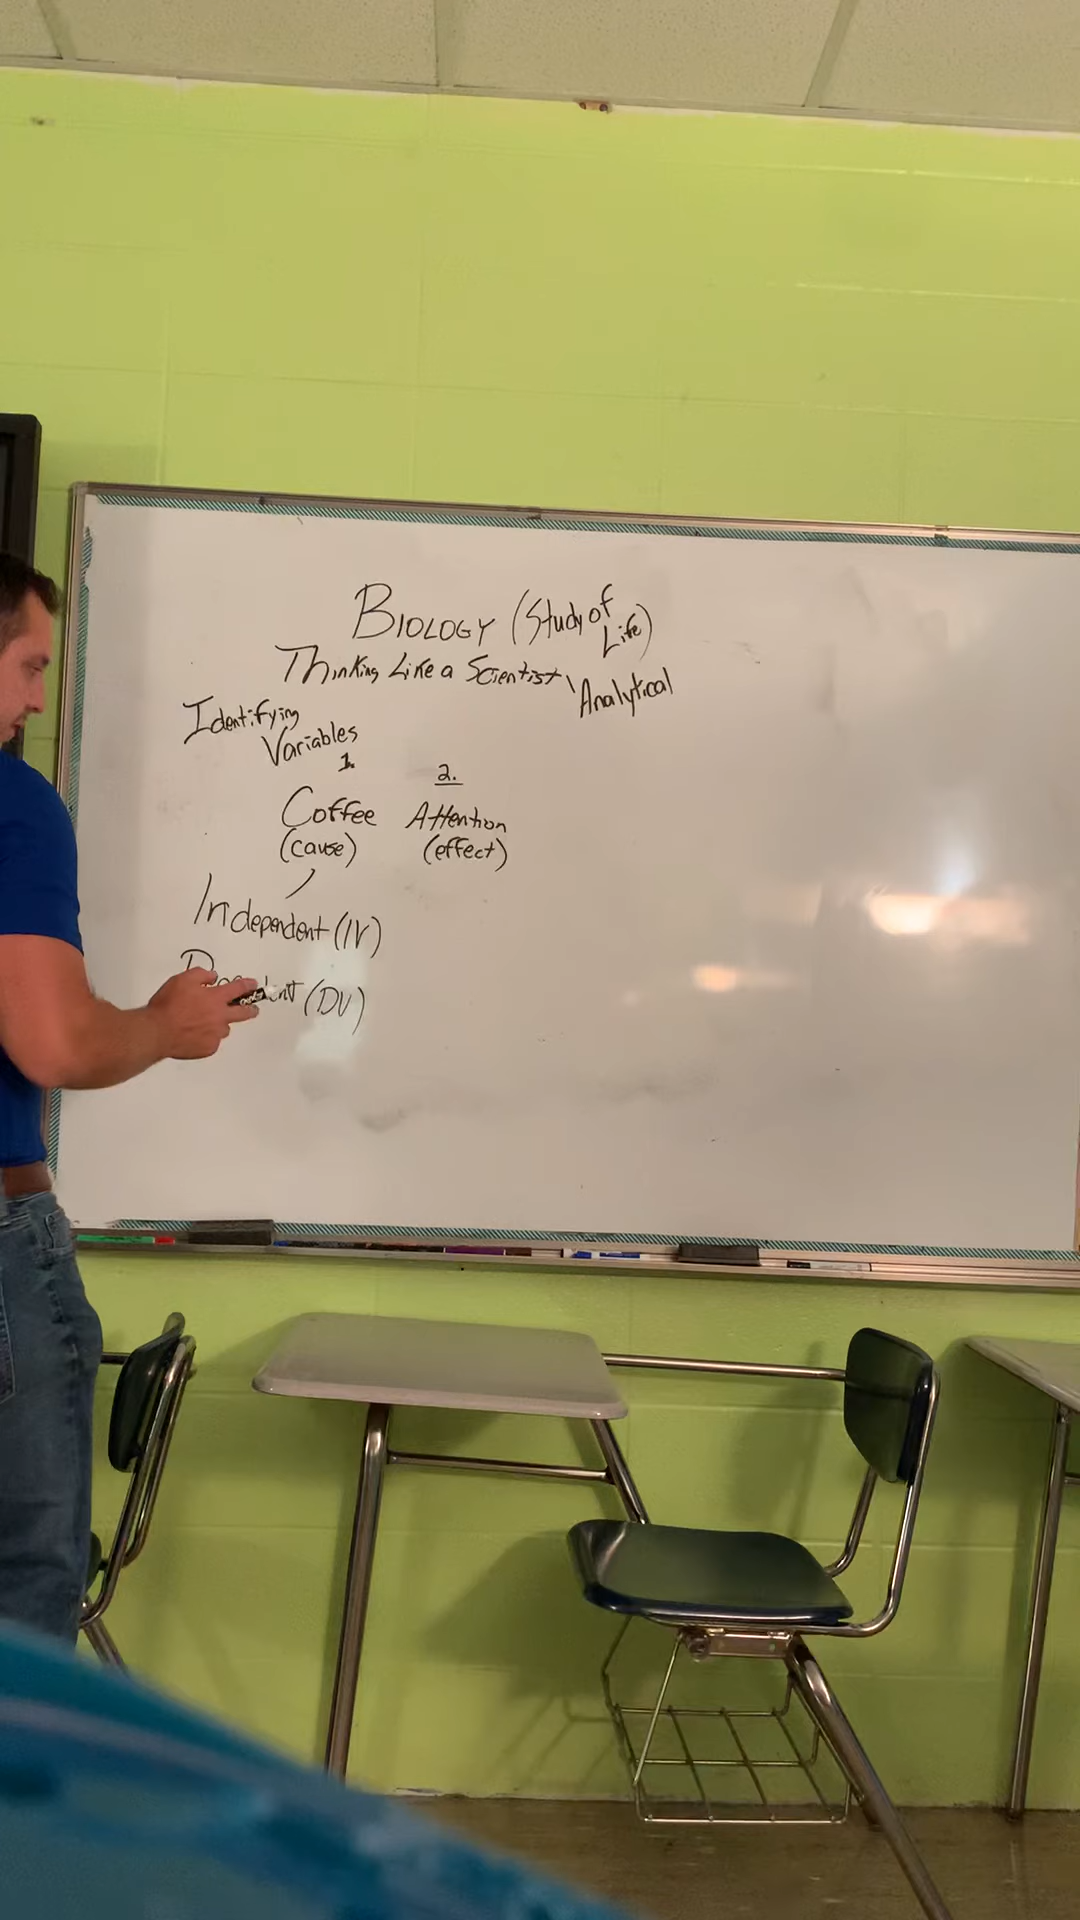 BIOLOGY (Study of
Life)
Thinking Like a Scientist
Analytical
Identifying
Variables
1. 2.
Coffee Attention
(cause) (effect)
Independent (IV)
(DV)